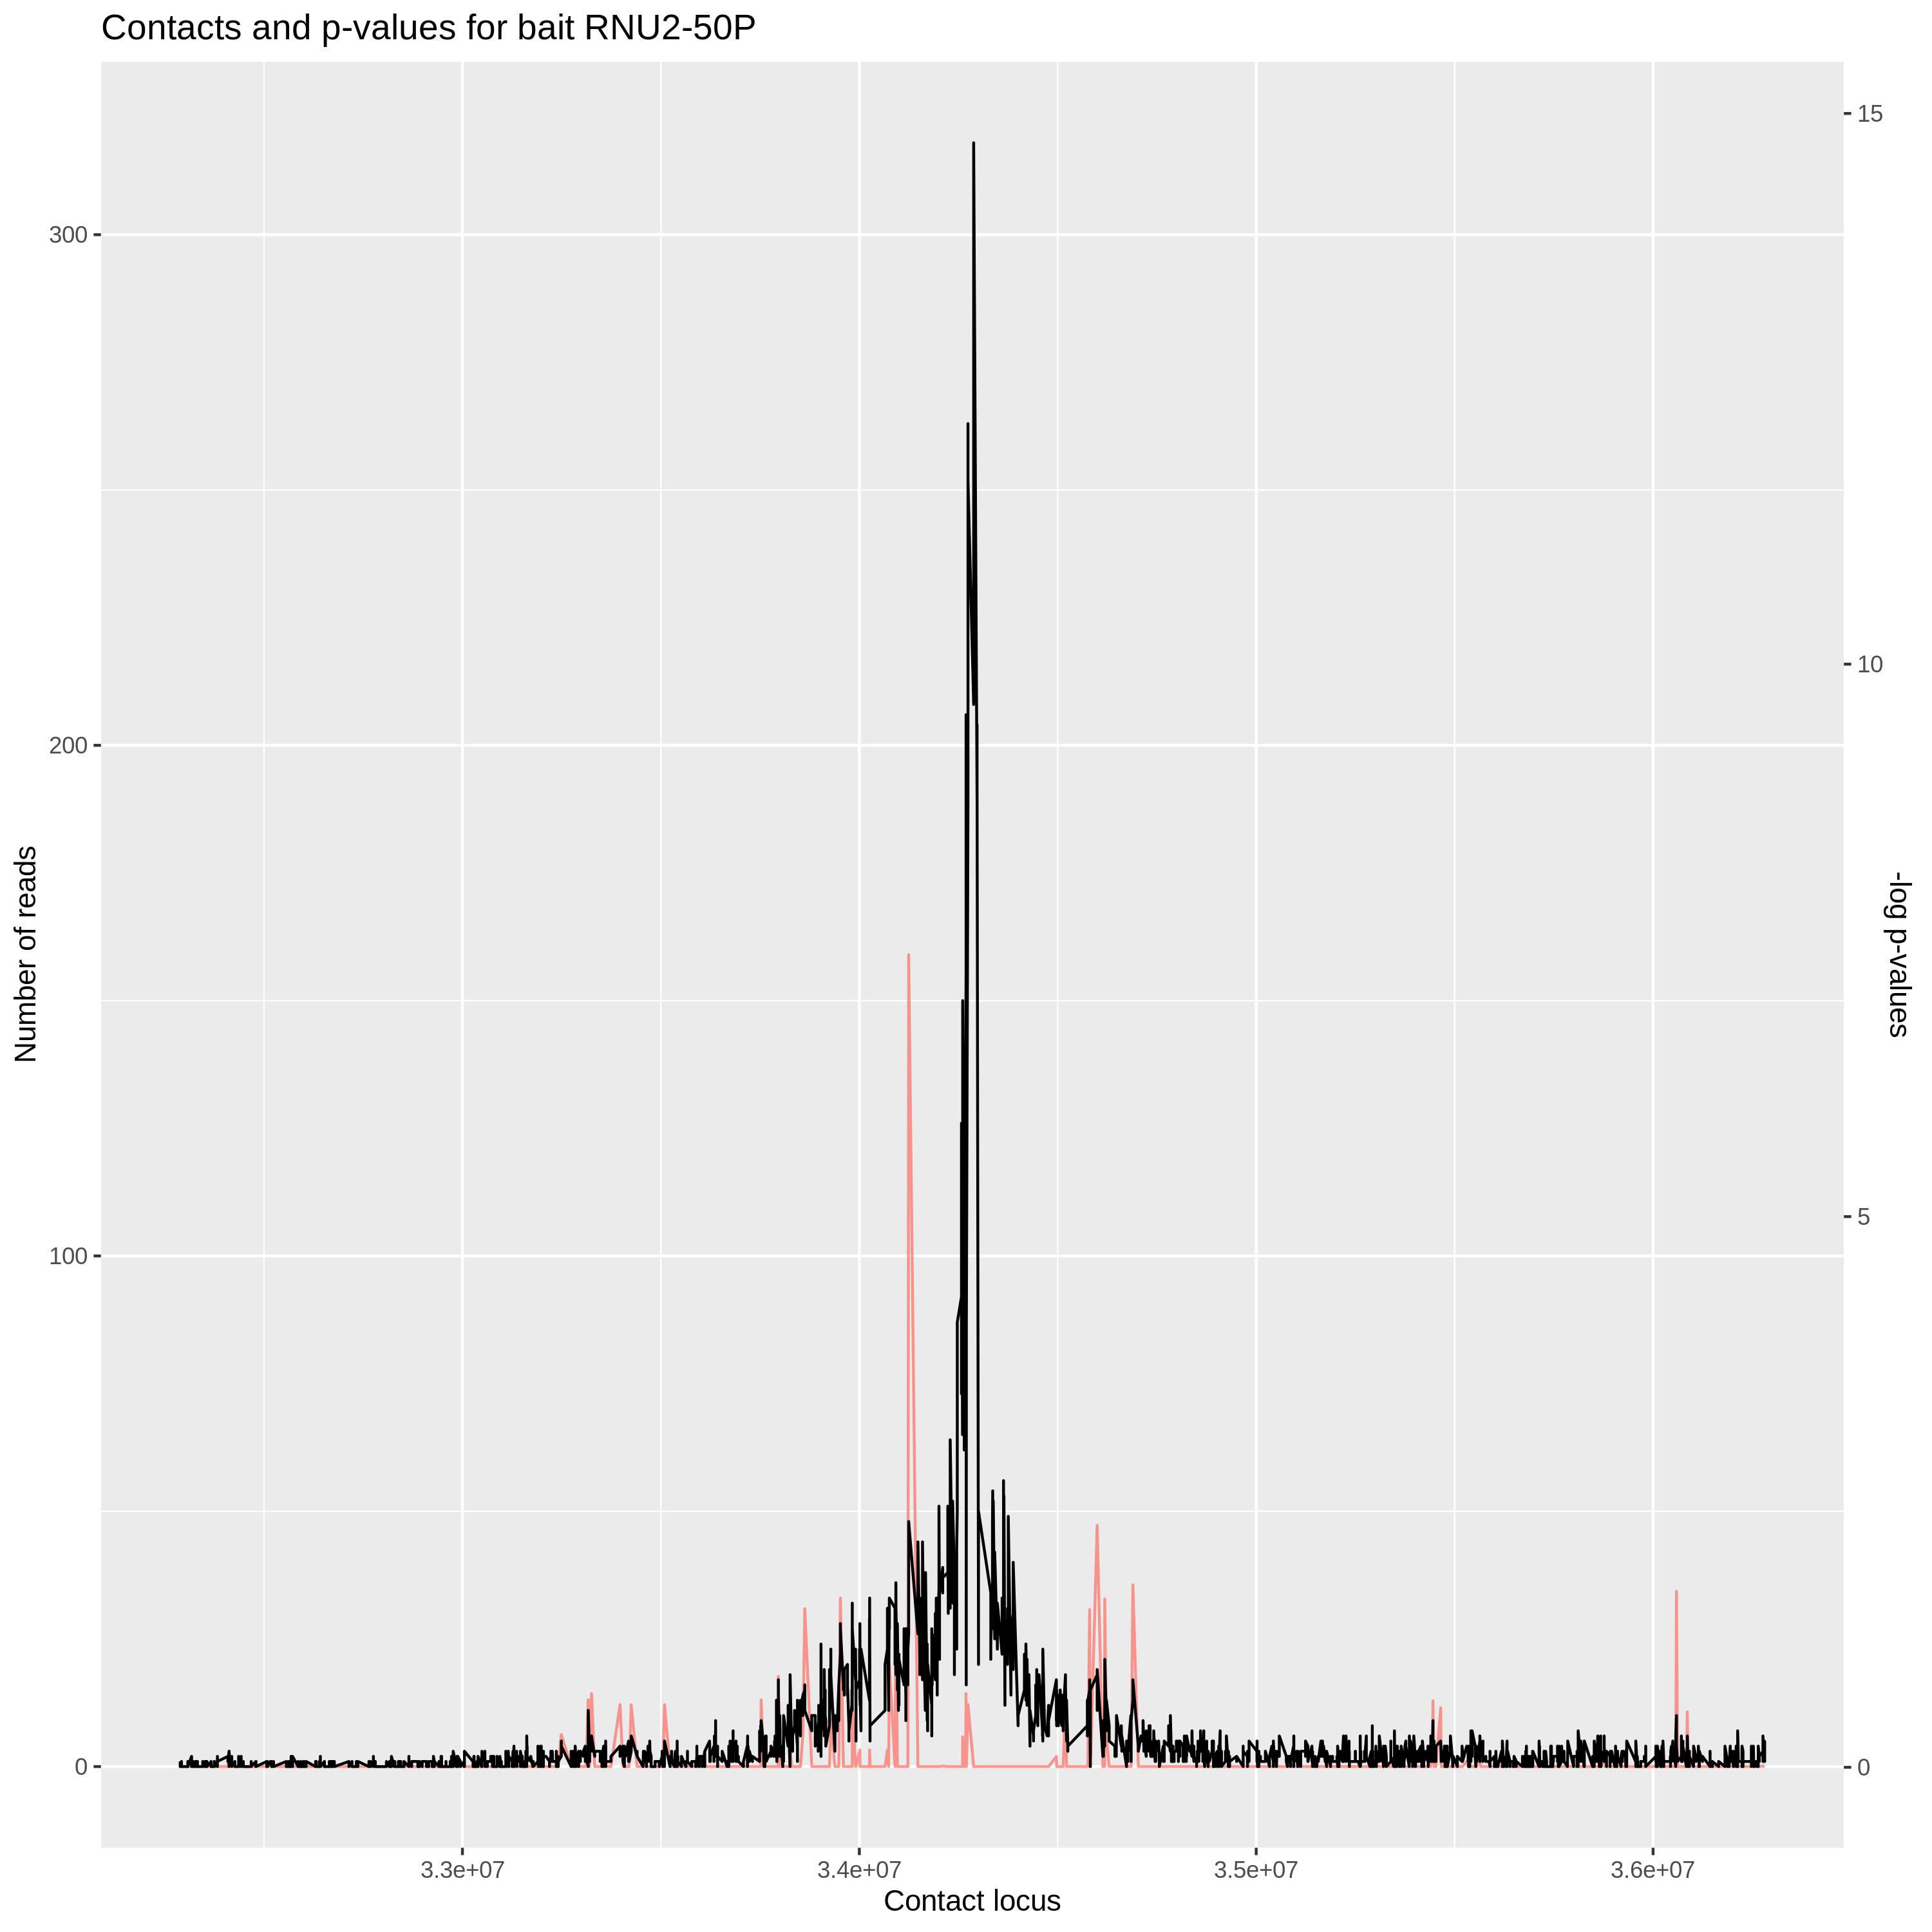 Contacts and p-values for bait RNU2-50P
15
300
10
200
Number of reads
-log p-values
5
100
0
0
3.3e+07
3.4e+07
3.5e+07
3.6e+07
Contact locus